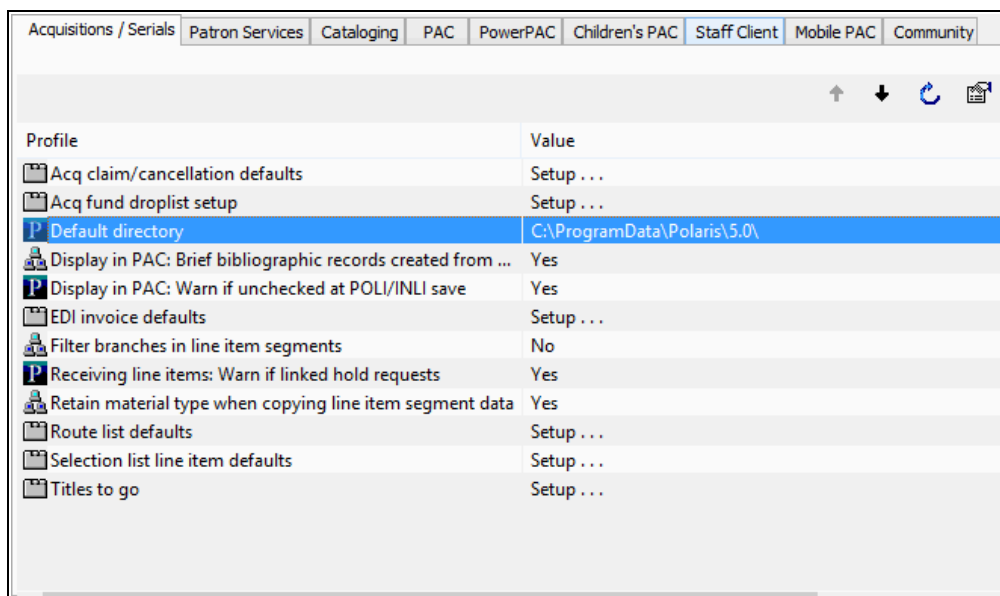 Acquisitions / Serials Patron Services Cataloging PAC PowerPAC Children's PAC Staff Client Mobile PAC Community
Profile Value
Acq claim/cancellation defaults Setup . . .
Acq fund droplist setup Setup . . .
P Default directory C:\ProgramData\Polaris\5.0\
Display in PAC: Brief bibliographic records created from ... Yes
P Display in PAC: Warn if unchecked at POLI/INLI save Yes
EDI invoice defaults Setup . . .
Filter branches in line item segments No
P Receiving line items: Warn if linked hold requests Yes
Retain material type when copying line item segment data Yes
Route list defaults Setup . . .
Selection list line item defaults Setup . . .
Titles to go Setup . . .